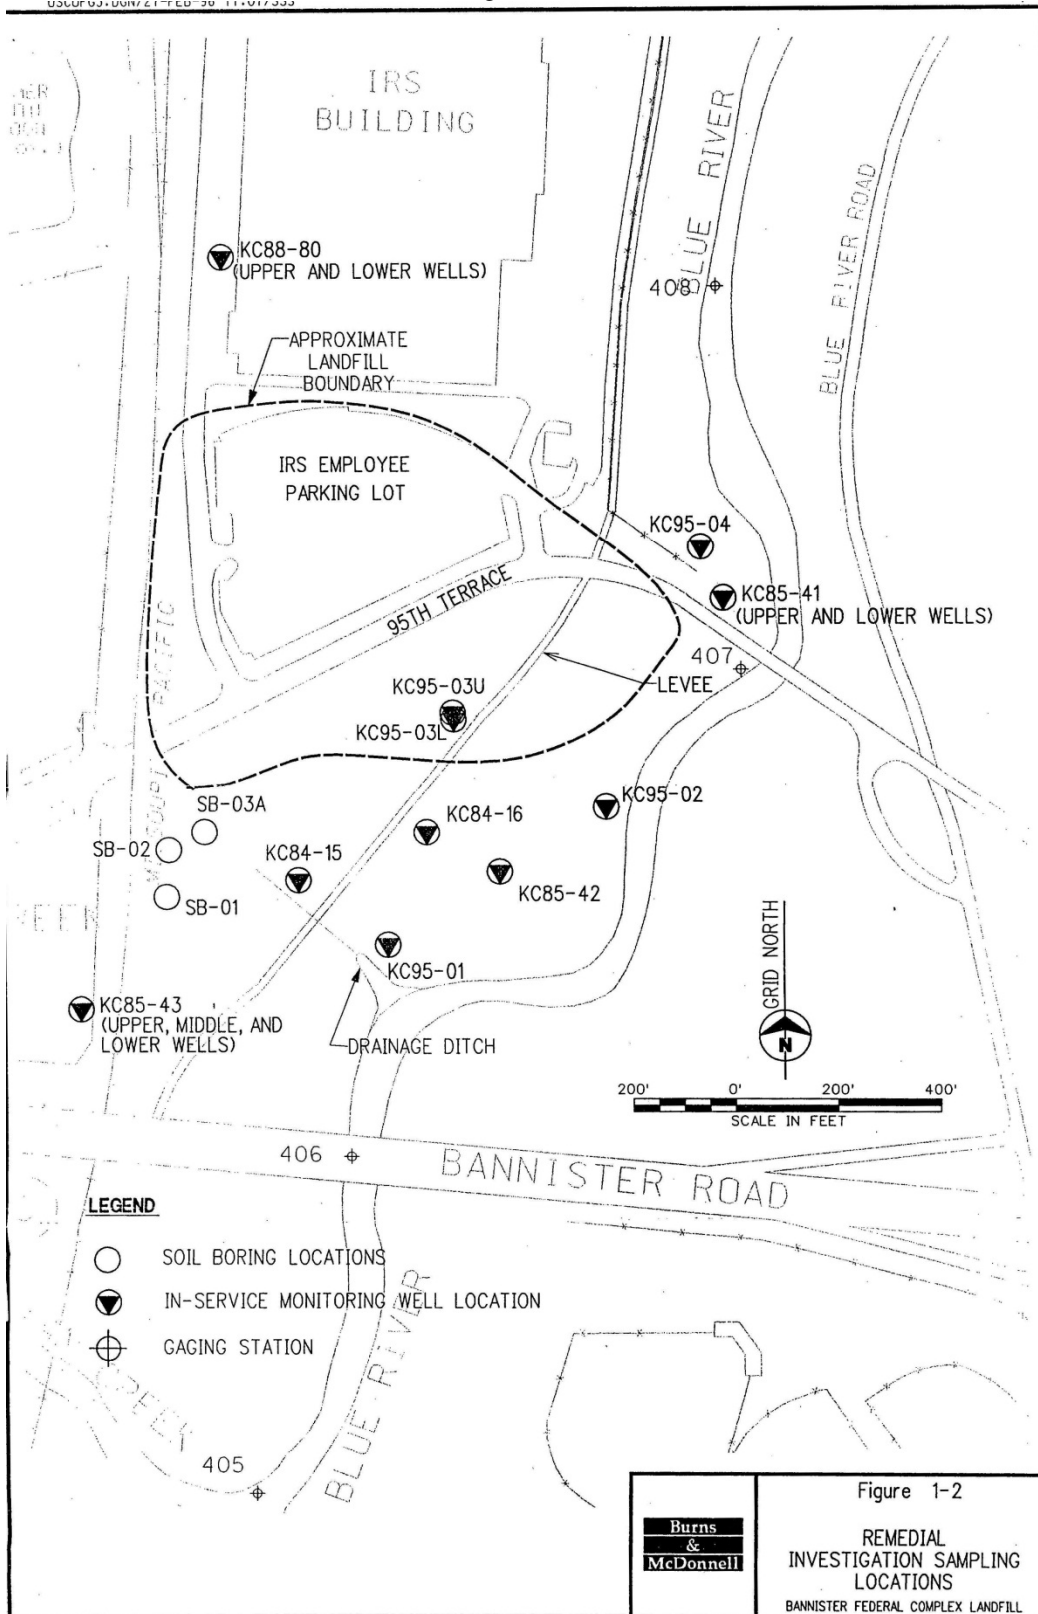 IRS
BUILDING
BLUE RIVER
BLUE RIVER ROAD
KC88-80
(UPPER AND LOWER WELLS)
408
APPROXIMATE
LANDFILL
BOUNDARY
IRS EMPLOYEE
PARKING LOT
KC95-04
KC85-41
(UPPER AND LOWER WELLS)
95TH TERRACE
PACIFIC
407
LEVEE
KC95-03U
KC95-03L
KC95-02
SB-03A
KC84-16
SB-02
KC84-15
KC85-42
SB-01
GRID NORTH
KC95-01
KC85-43
(UPPER, MIDDLE, AND
LOWER WELLS)
DRAINAGE DITCH
N
200' 0' 200' 400'
SCALE IN FEET
406
BANNISTER ROAD
LEGEND
SOIL BORING LOCATIONS
IN-SERVICE MONITORING WELL LOCATION
GAGING STATION
BLUE RIVER
CREEK
405
Figure 1-2
Burns
&
McDonnell
REMEDIAL
INVESTIGATION SAMPLING
LOCATIONS
BANNISTER FEDERAL COMPLEX LANDFILL